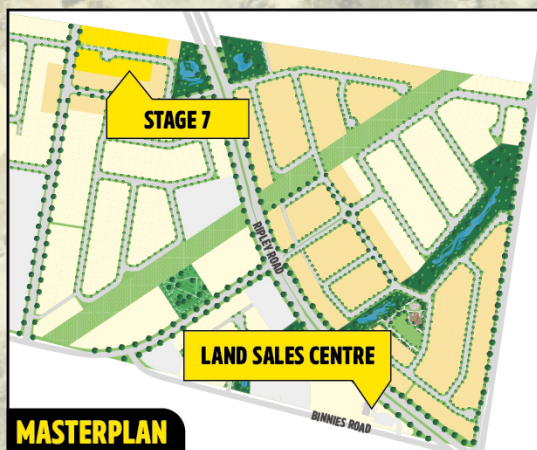 STAGE 7
RIPLEY ROAD
LAND SALES CENTRE
BINNIES ROAD
MASTERPLAN